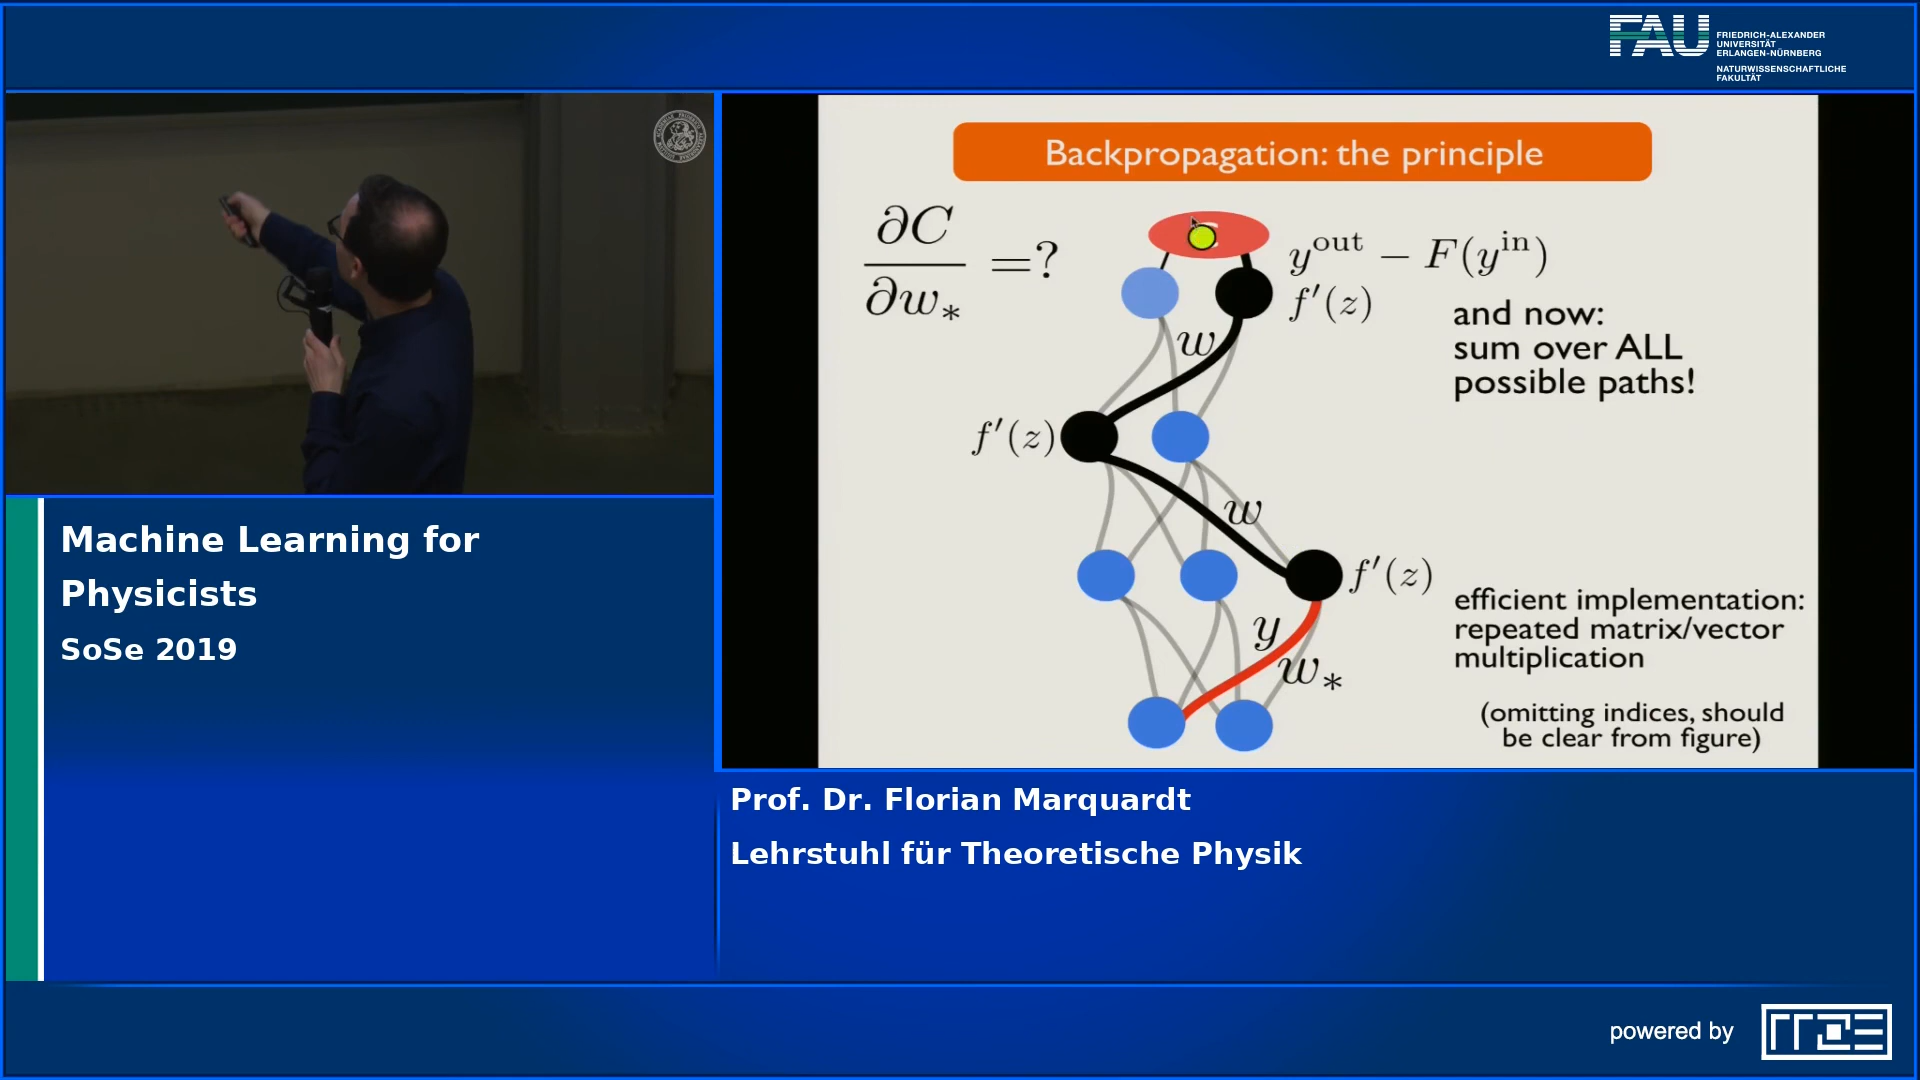 FAU
FRIEDRICH-ALEXANDER
UNIVERSITÄT
ERLANGEN-NÜRNBERG
NATURWISSENSCHAFTLICHE
FAKULTÄT
Backpropagation: the principle
∂C
∂w* =?
y^out − F(y^in)
f′(z)
and now:
sum over ALL
possible paths!
w
f′(z)
w
f′(z)
efficient implementation:
repeated matrix/vector
multiplication
y
w*
(omitting indices, should
be clear from figure)
Machine Learning for
Physicists
SoSe 2019
Prof. Dr. Florian Marquardt
Lehrstuhl für Theoretische Physik
powered by